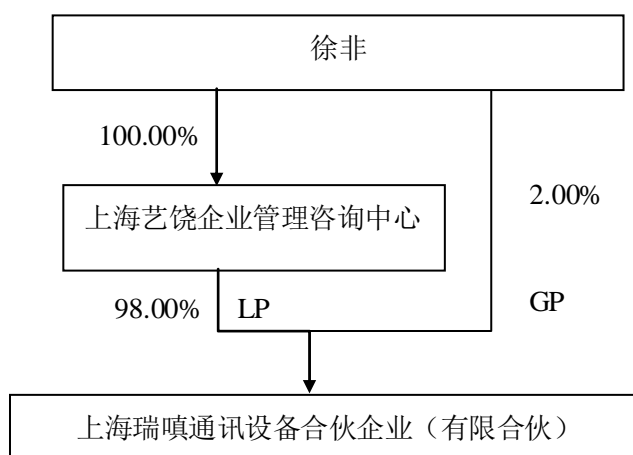 徐非
100.00%
2.00%
上海艺饶企业管理咨询中心
98.00% LP
GP
上海瑞嗔通讯设备合伙企业（有限合伙）